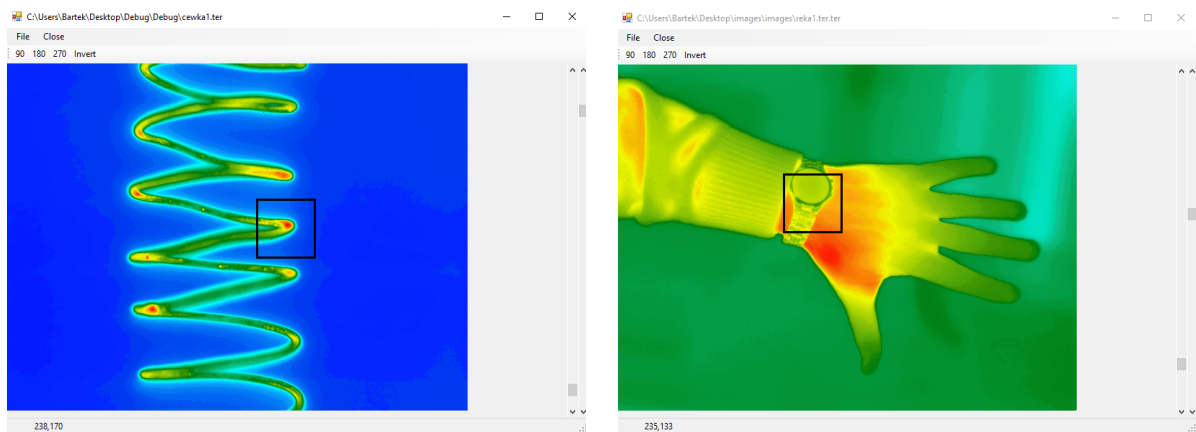 C:\Users\Bartek\Desktop\Debug\Debug\cewka1.ter
File Close
90 180 270 Invert
238,170
C:\Users\Bartek\Desktop\images\images\reka1.ter.ter
File Close
90 180 270 Invert
235,133